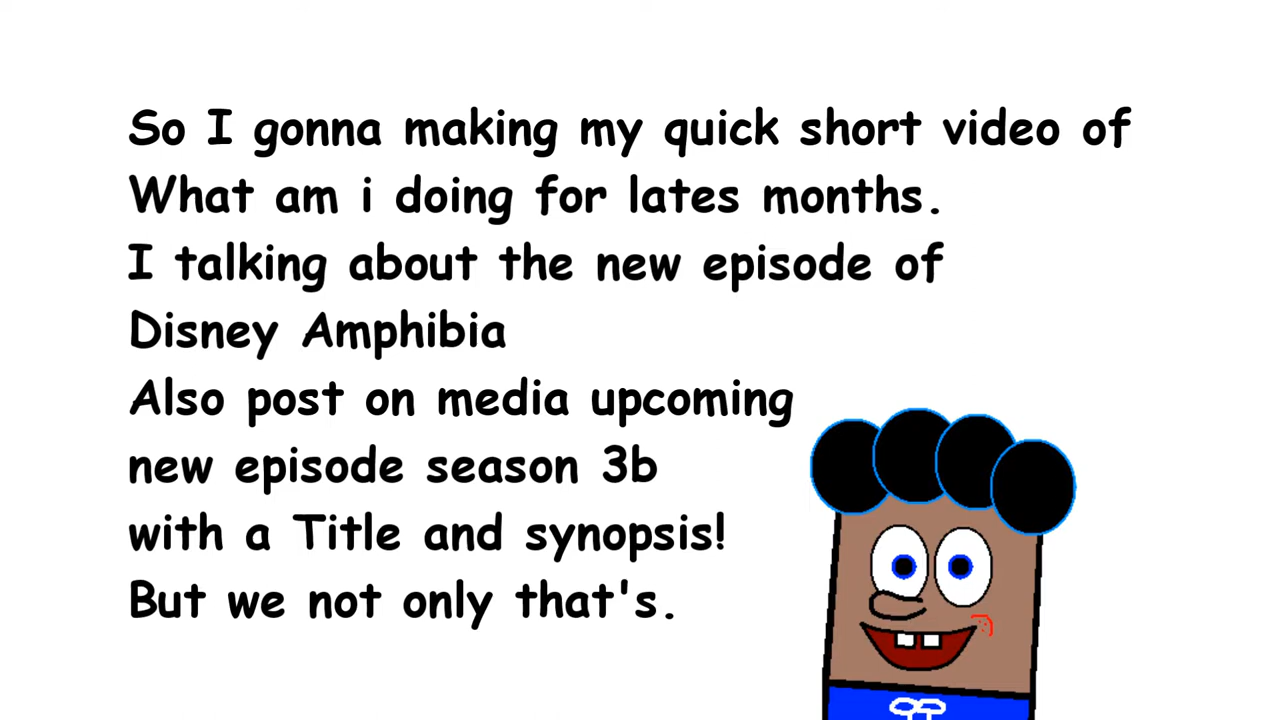 So I gonna making my quick short video of
What am i doing for lates months.
I talking about the new episode of
Disney Amphibia
Also post on media upcoming
new episode season 3b
with a Title and synopsis!
But we not only that's.